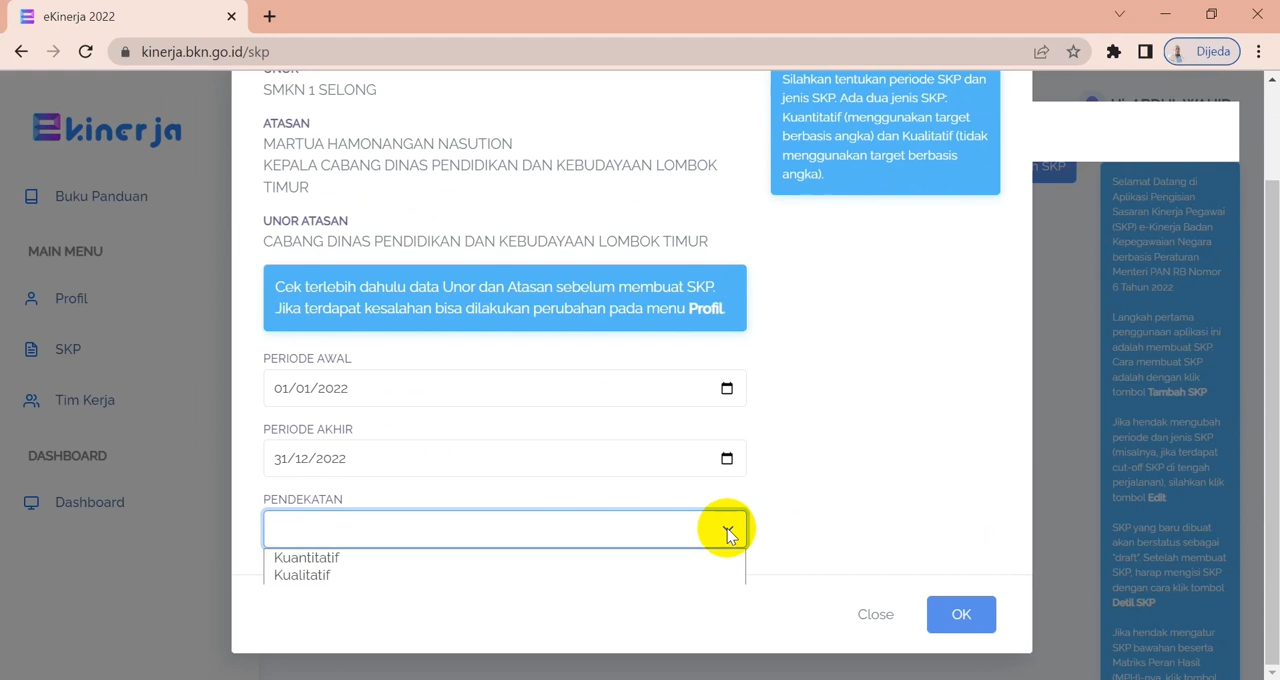 eKinerja 2022
kinerja.bkn.go.id/skp
Dijeda
Ekinerja
Buku Panduan
MAIN MENU
Profil
SKP
Tim Kerja
DASHBOARD
Dashboard
SMKN 1 SELONG
ATASAN
MARTUA HAMONANGAN NASUTION
KEPALA CABANG DINAS PENDIDIKAN DAN KEBUDAYAAN LOMBOK
TIMUR
UNOR ATASAN
CABANG DINAS PENDIDIKAN DAN KEBUDAYAAN LOMBOK TIMUR
Cek terlebih dahulu data Unor dan Atasan sebelum membuat SKP.
Jika terdapat kesalahan bisa dilakukan perubahan pada menu Profil.
PERIODE AWAL
01/01/2022
PERIODE AKHIR
31/12/2022
PENDEKATAN
Kuantitatif
Kualitatif
Close
OK
Silahkan tentukan periode SKP dan
jenis SKP. Ada dua jenis SKP:
Kuantitatif (menggunakan target
berbasis angka) dan Kualitatif (tidak
menggunakan target berbasis
angka).
SKP
Selamat Datang di
Aplikasi Pengisian
Sasaran Kinerja Pegawai
(SKP) e-Kinerja Badan
Kepegawaian Negara
berbasis Peraturan
Menteri PAN RB Nomor
6 Tahun 2022
Langkah pertama
penggunaan aplikasi ini
adalah membuat SKP.
Cara membuat SKP
adalah dengan klik
tombol Tambah SKP
Jika hendak mengubah
periode dan jenis SKP
(misalnya, jika terdapat
cut-off SKP di tengah
perjalanan), silahkan klik
tombol Edit
SKP yang baru dibuat
akan berstatus sebagai
"draft". Setelah membuat
SKP, harap mengisi SKP
dengan cara klik tombol
Detil SKP
Jika hendak mengatur
SKP bawahan beserta
Matriks Peran Hasil
(MPH)-nya, klik tombol